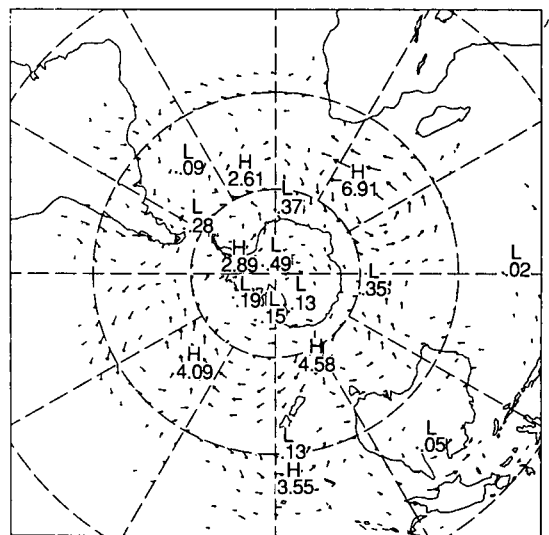 L
.09
H
2.61
H
6.91
L
.37
L
.28
H
2.89
L
.49
L
.02
L
.35
L
.19
L
.15
L
.13
H
4.09
H
4.58
L
.05
L
.13
H
3.55